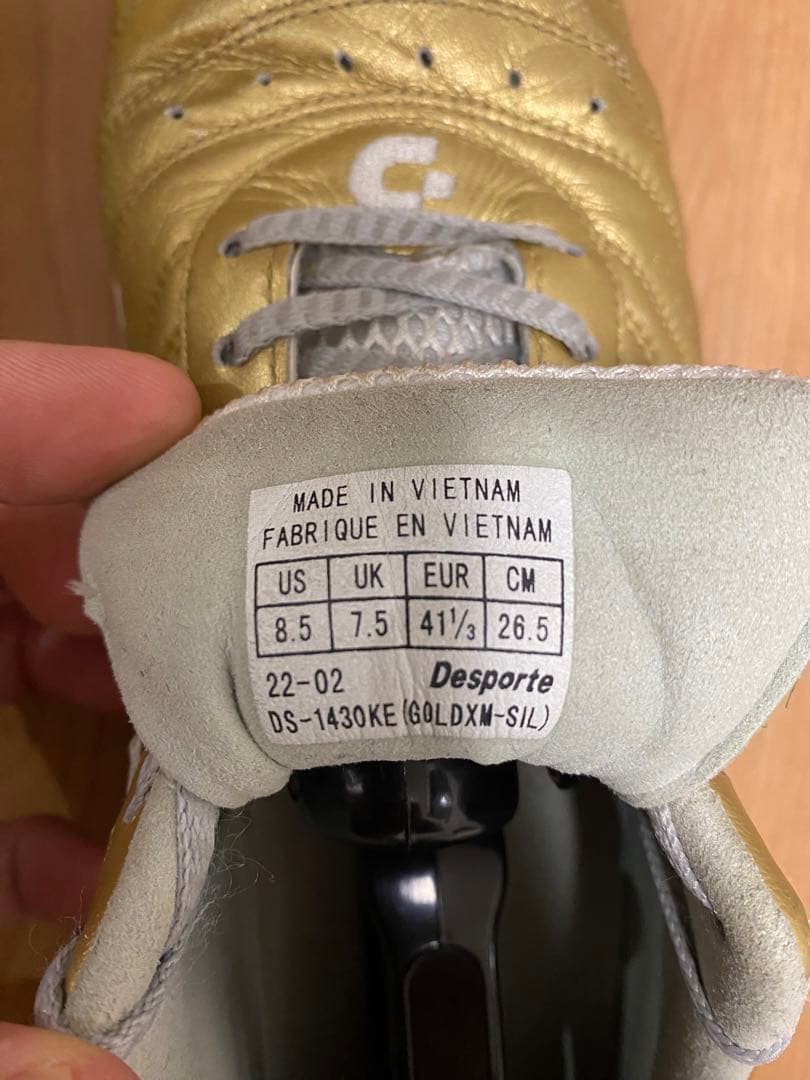 MADE IN VIETNAM
FABRIQUE EN VIETNAM
US UK EUR CM
8.5 7.5 41⅓ 26.5
22-02 Desporte
DS-1430KE(GOLDXM-SIL)